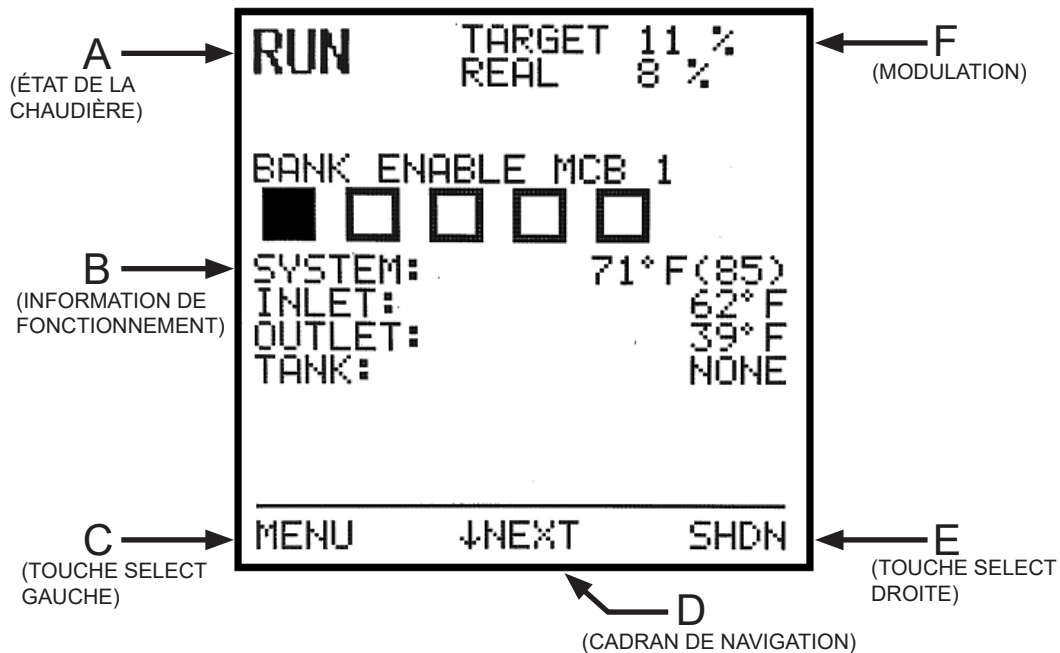 A
(ÉTAT DE LA
CHAUDIÈRE)
RUN
TARGET 11 %
REAL 8 %
F
(MODULATION)
BANK ENABLE MCB 1
B
(INFORMATION DE
FONCTIONNEMENT)
SYSTEM: 71°F(85)
INLET: 62°F
OUTLET: 39°F
TANK: NONE
MENU ↓NEXT SHDN
C
(TOUCHE SELECT
GAUCHE)
D
(CADRAN DE NAVIGATION)
E
(TOUCHE SELECT
DROITE)